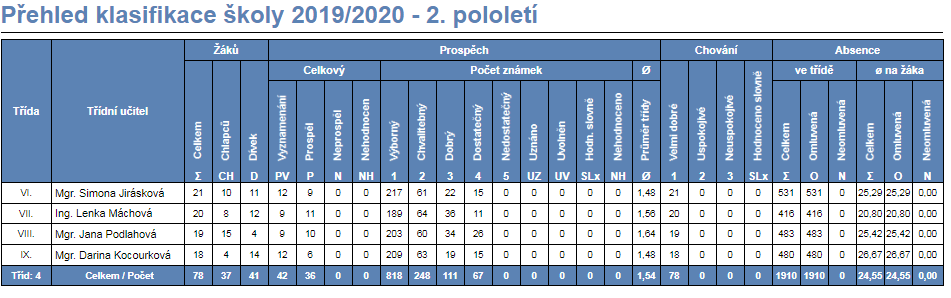 Přehled klasifikace školy 2019/2020 - 2. pololetí
Třída Třídní učitel Žáků Prospěch Chování Absence
Celkový Počet známek Ø ve třídě ø na žáka
Celkem Chlapců Dívek Vyznamenání Prospěl Neprospěl Nehodnocen Výborný Chvalitebný Dobrý Dostatečný Nedostatečný Uznáno Uvolněn Hodn. slovně Nehodnoceno Průměr třídy Velmi dobré Uspokojivé Neuspokojivé Hodnoceno slovně Celkem Omluvená Neomluvená Celkem Omluvená Neomluvená
Σ CH D PV P N NH 1 2 3 4 5 UZ UV SLx NH Ø 1 2 3 SLx Σ O N Σ O N
VI. Mgr. Simona Jirásková 21 10 11 12 9 0 0 217 61 22 15 0 0 0 0 0 1,48 21 0 0 0 531 531 0 25,29 25,29 0,00
VII. Ing. Lenka Máchová 20 8 12 9 11 0 0 189 64 36 11 0 0 0 0 0 1,56 20 0 0 0 416 416 0 20,80 20,80 0,00
VIII. Mgr. Jana Podlahová 19 15 4 9 10 0 0 203 60 34 26 0 0 0 0 0 1,64 19 0 0 0 483 483 0 25,42 25,42 0,00
IX. Mgr. Darina Kocourková 18 4 14 12 6 0 0 209 63 19 15 0 0 0 0 0 1,48 18 0 0 0 480 480 0 26,67 26,67 0,00
Tříd: 4 Celkem / Počet 78 37 41 42 36 0 0 818 248 111 67 0 0 0 0 0 1,54 78 0 0 0 1910 1910 0 24,55 24,55 0,00